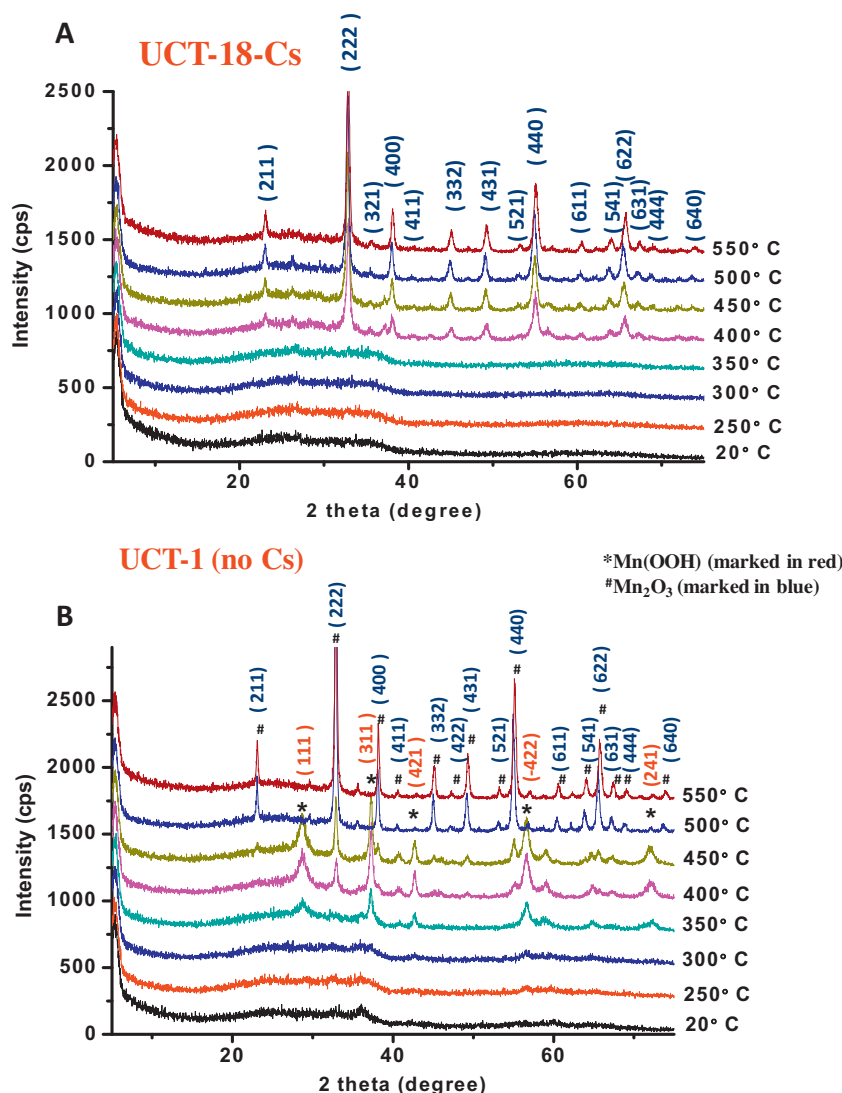 A
UCT-18-Cs
(222 )
(211 )
(321)
(400)
(411)
(332)
(431)
(521)
(440)
(611)
(541)
(622)
(631)
(444)
(640)
2500
2000
1500
1000
500
0
Intensity (cps)
550° C
500° C
450° C
400° C
350° C
300° C
250° C
20° C
20
40
60
2 theta (degree)
UCT-1 (no Cs)
*Mn(OOH) (marked in red)
#Mn2O3 (marked in blue)
B
(211)
(111 )
(222 )
(311 )
(400 )
(411)
(421)
(332)
(422)
(431)
(521)
(440)
(-422)
(611)
(541)
(622)
(631)
(444)
(241)
(640)
# # # # # # # # # # # # # # #
* * * * *
2500
2000
1500
1000
500
0
Intensity (cps)
550° C
500° C
450° C
400° C
350° C
300° C
250° C
20° C
20
40
60
2 theta (degree)